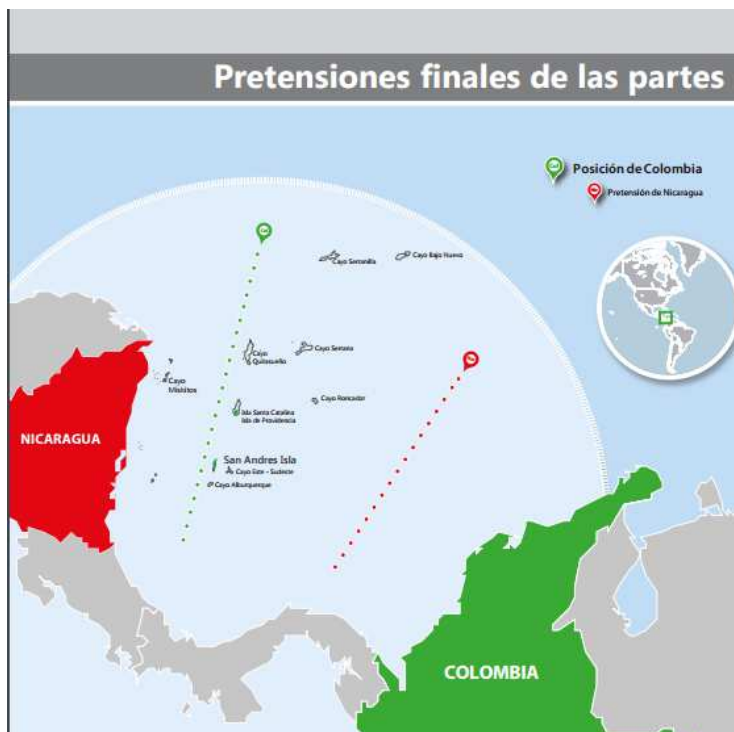 Pretensiones finales de las partes
Posición de Colombia
Pretensión de Nicaragua
Cayo Serranilla
Cayo Bajo Nuevo
Cayo
Quitasueño
Cayo Serrana
Cayo
Miskitos
Cayo Roncador
Isla Santa Catalina
Isla de Providencia
NICARAGUA
San Andres Isla
Cayo Este - Sudeste
Cayo Alburquerque
COLOMBIA